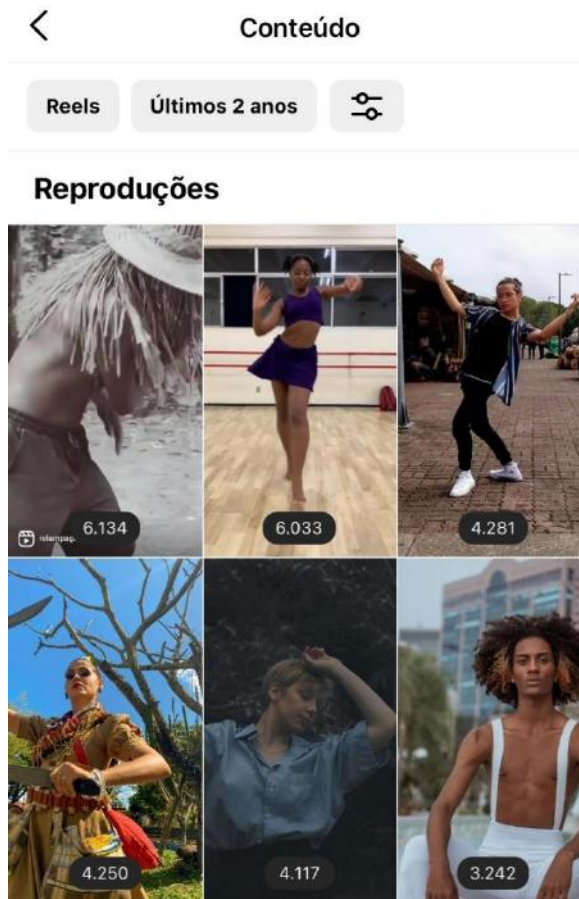 Conteúdo
Reels
Últimos 2 anos
Reproduções
6.134
6.033
4.281
4.250
4.117
3.242